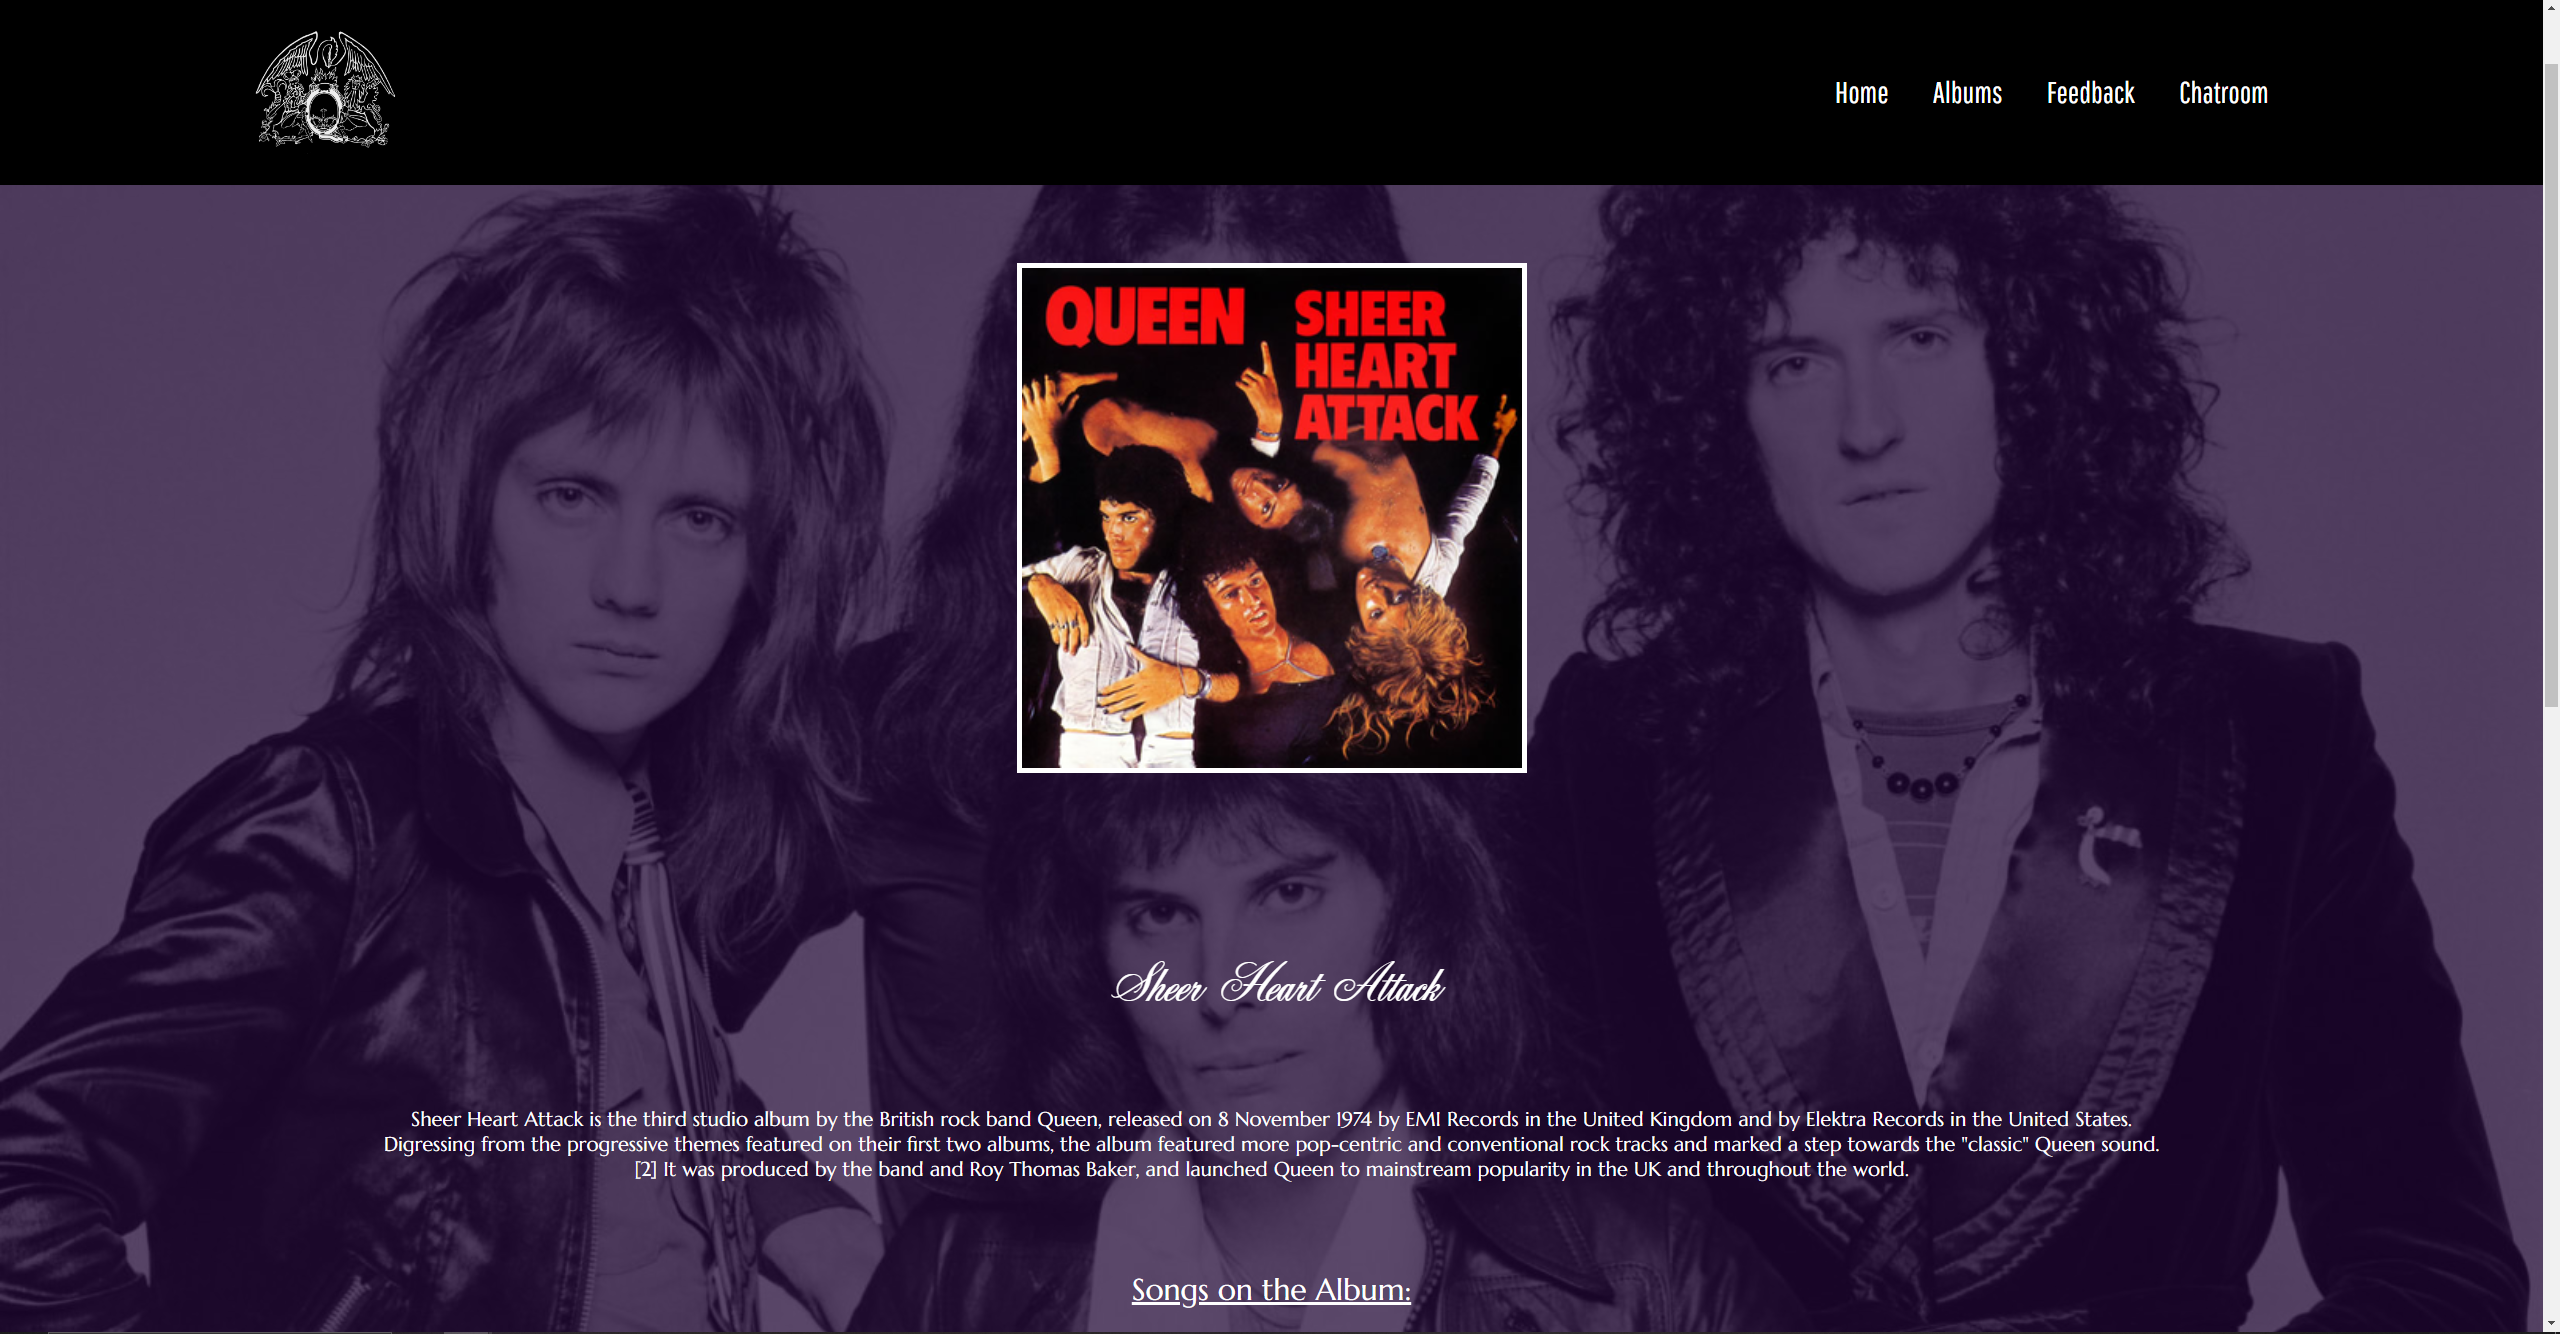 Q
Home Albums Feedback Chatroom
QUEEN
SHEER
HEART
ATTACK
Sheer Heart Attack
Sheer Heart Attack is the third studio album by the British rock band Queen, released on 8 November 1974 by EMI Records in the United Kingdom and by Elektra Records in the United States.
Digressing from the progressive themes featured on their first two albums, the album featured more pop-centric and conventional rock tracks and marked a step towards the "classic" Queen sound.
[2] It was produced by the band and Roy Thomas Baker, and launched Queen to mainstream popularity in the UK and throughout the world.
Songs on the Album: